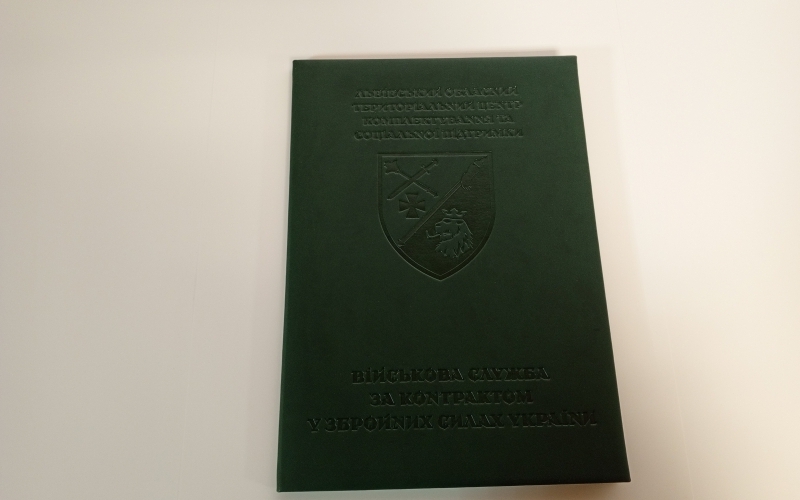 ЛЬВІВСЬКИЙ ОБЛАСНИЙ
ТЕРИТОРІАЛЬНИЙ ЦЕНТР
КОМПЛЕКТУВАННЯ ТА
СОЦІАЛЬНОЇ ПІДТРИМКИ
ВІЙСЬКОВА СЛУЖБА
ЗА КОНТРАКТОМ
У ЗБРОЙНИХ СИЛАХ УКРАЇНИ